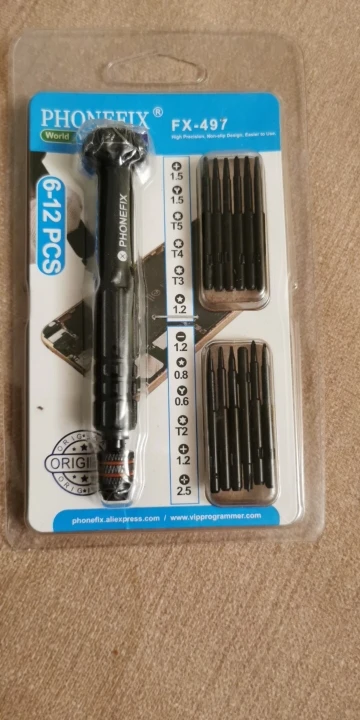 PHONEFIX®
World
FX-497
High Precision, Non-slip Design, Easier to Use.
6-12 PCS
PHONEFIX
1.5
1.5
T5
T4
T3
1.2
1.2
0.8
0.6
T2
1.2
2.5
ORIGI
phonefix.aliexpress.com / www.vipprogrammer.com